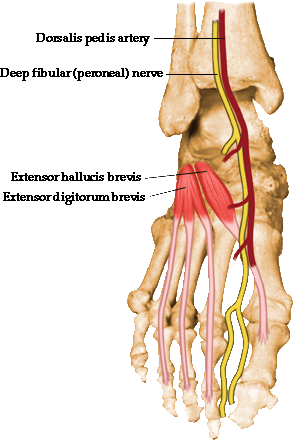 Dorsalis pedis artery
Deep fibular (peroneal) nerve
Extensor hallucis brevis
Extensor digitorum brevis